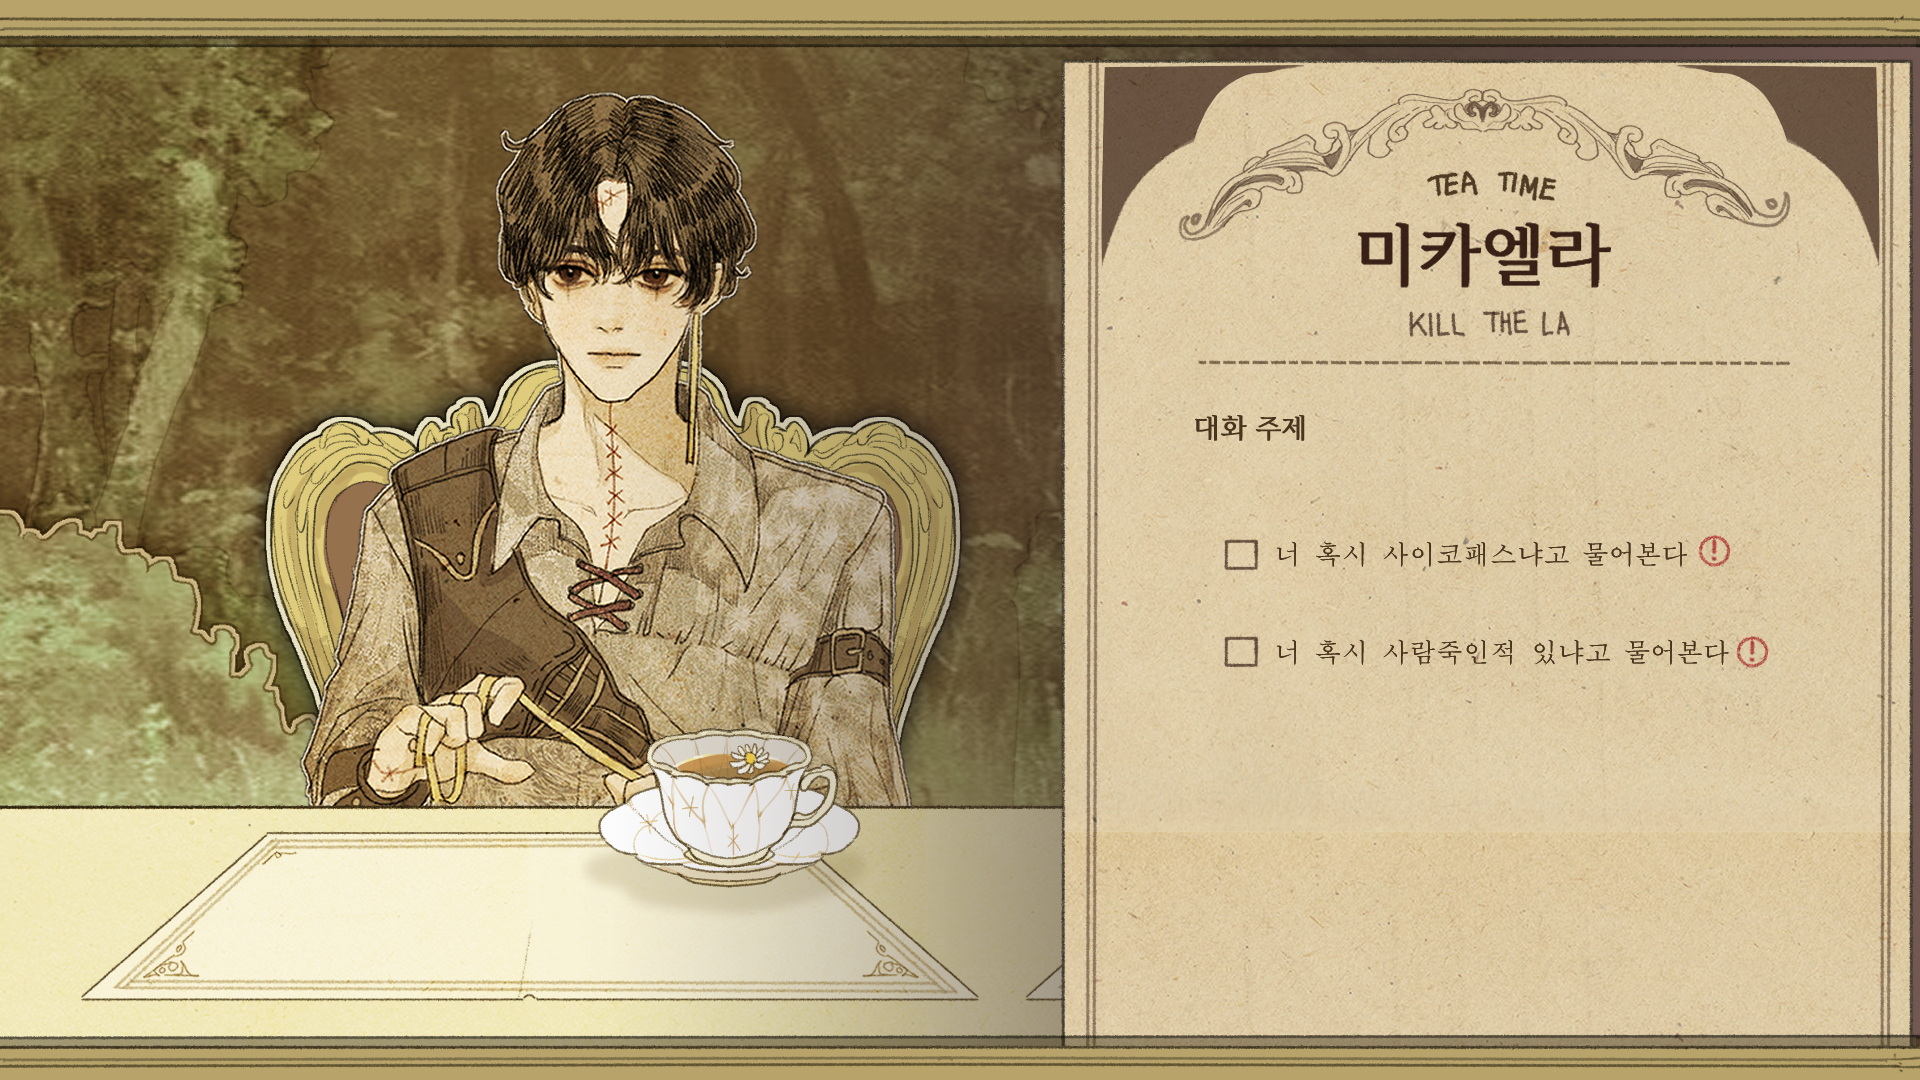 TEA TIME
미카엘라
KILL THE LA
대화 주제
너 혹시 사이코패스냐고 물어본다
너 혹시 사람죽인적 있냐고 물어본다